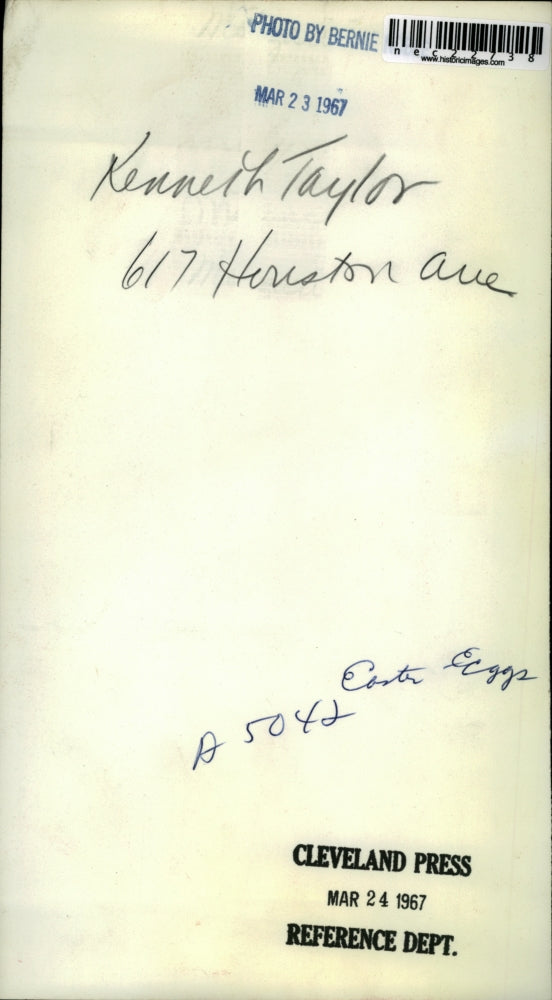 PHOTO BY BERNIE
nec22738
www.historicimages.com
MAR 23 1967
Kenneth Taylor
617 Houston Ave
Easter Eggs
A 5042
CLEVELAND PRESS
MAR 24 1967
REFERENCE DEPT.